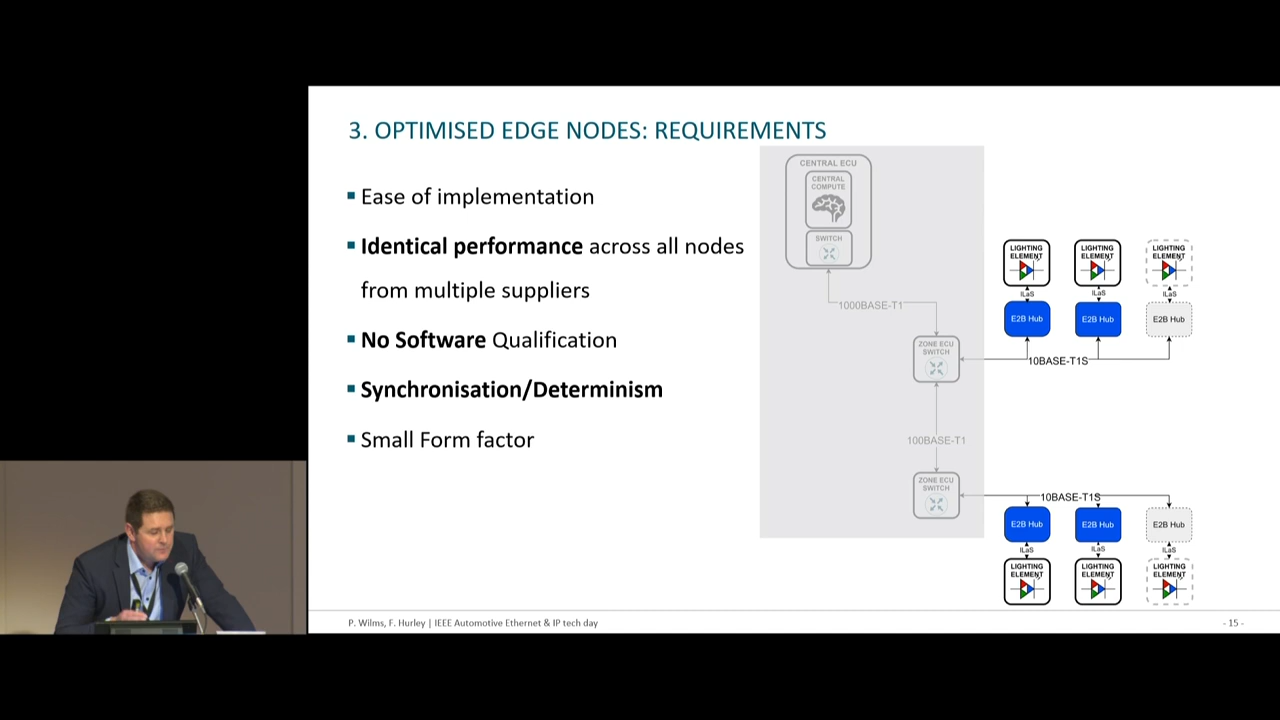 3. OPTIMISED EDGE NODES: REQUIREMENTS
Ease of implementation
Identical performance across all nodes
from multiple suppliers
No Software Qualification
Synchronisation/Determinism
Small Form factor
CENTRAL ECU
CENTRAL
COMPUTE
SWITCH
1000BASE-T1
ZONE ECU
SWITCH
100BASE-T1
ZONE ECU
SWITCH
LIGHTING
ELEMENT
LIGHTING
ELEMENT
LIGHTING
ELEMENT
ILaS
ILaS
ILaS
E2B Hub
E2B Hub
E2B Hub
10BASE-T1S
10BASE-T1S
E2B Hub
E2B Hub
E2B Hub
ILaS
ILaS
ILaS
LIGHTING
ELEMENT
LIGHTING
ELEMENT
LIGHTING
ELEMENT
P. Wilms, F. Hurley | IEEE Automotive Ethernet & IP tech day
- 15 -